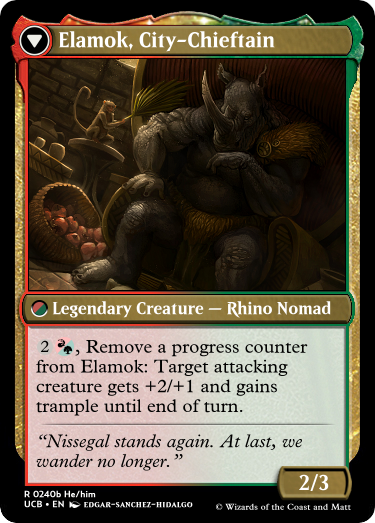 Elamok, City-Chieftain
Legendary Creature — Rhino Nomad
2 , Remove a progress counter
from Elamok: Target attacking
creature gets +2/+1 and gains
trample until end of turn.
“Nissegal stands again. At last, we
wander no longer.”
2/3
R 0240b He/him
UCB • EN EDGAR-SANCHEZ-HIDALGO
© Wizards of the Coast and Matt